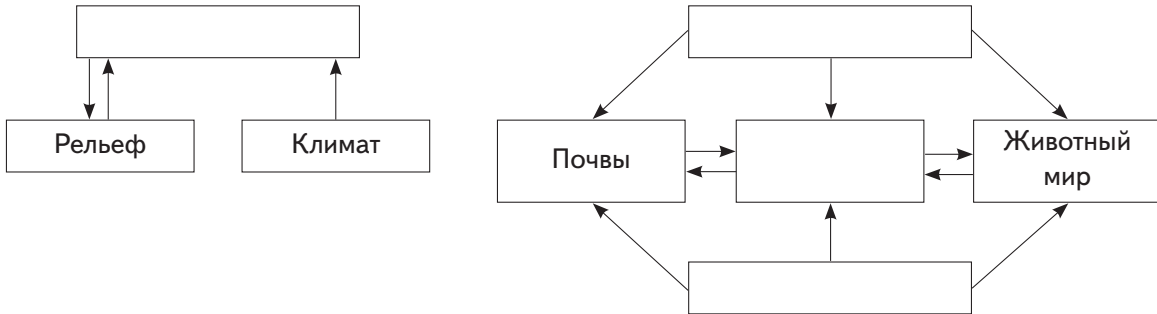 Рельеф
Климат
Почвы
Животный
мир